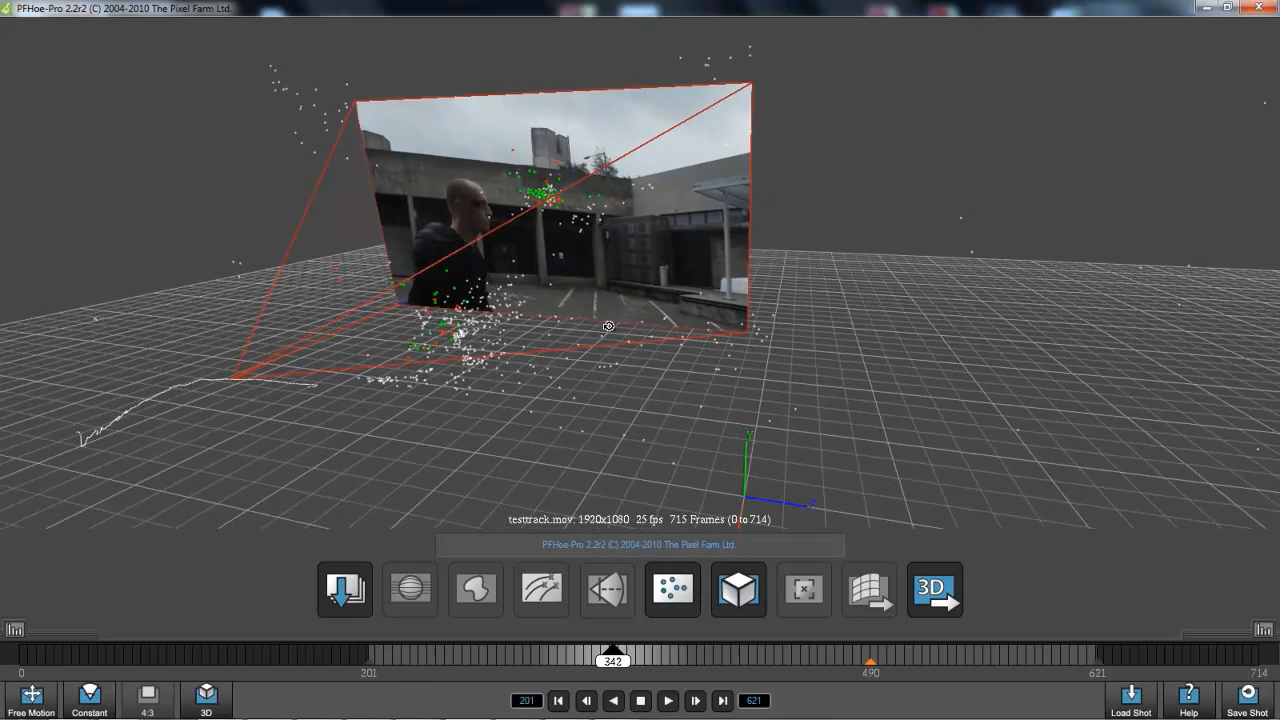 PFHoe-Pro 2.2r2 (C) 2004-2010 The Pixel Farm Ltd.
Y
Z
testtrack.mov: 1920x1080 25 fps 715 Frames (0 to 714)
PFHoe-Pro 2.2r2 (C) 2004-2010 The Pixel Farm Ltd.
3D
342
0 201 490 621 714
201 621
Free Motion Constant 4:3 3D Load Shot Help Save Shot